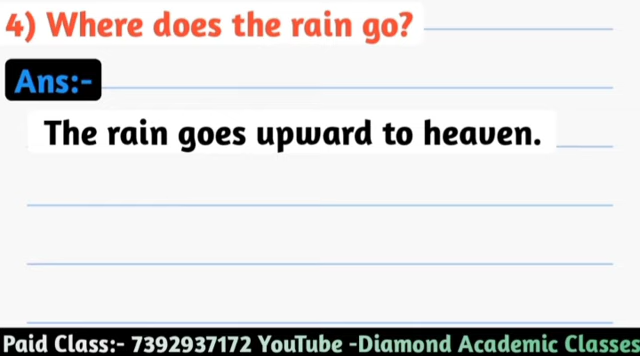 4) Where does the rain go?
Ans:-
The rain goes upward to heaven.
Paid Class:- 7392937172 YouTube -Diamond Academic Classes